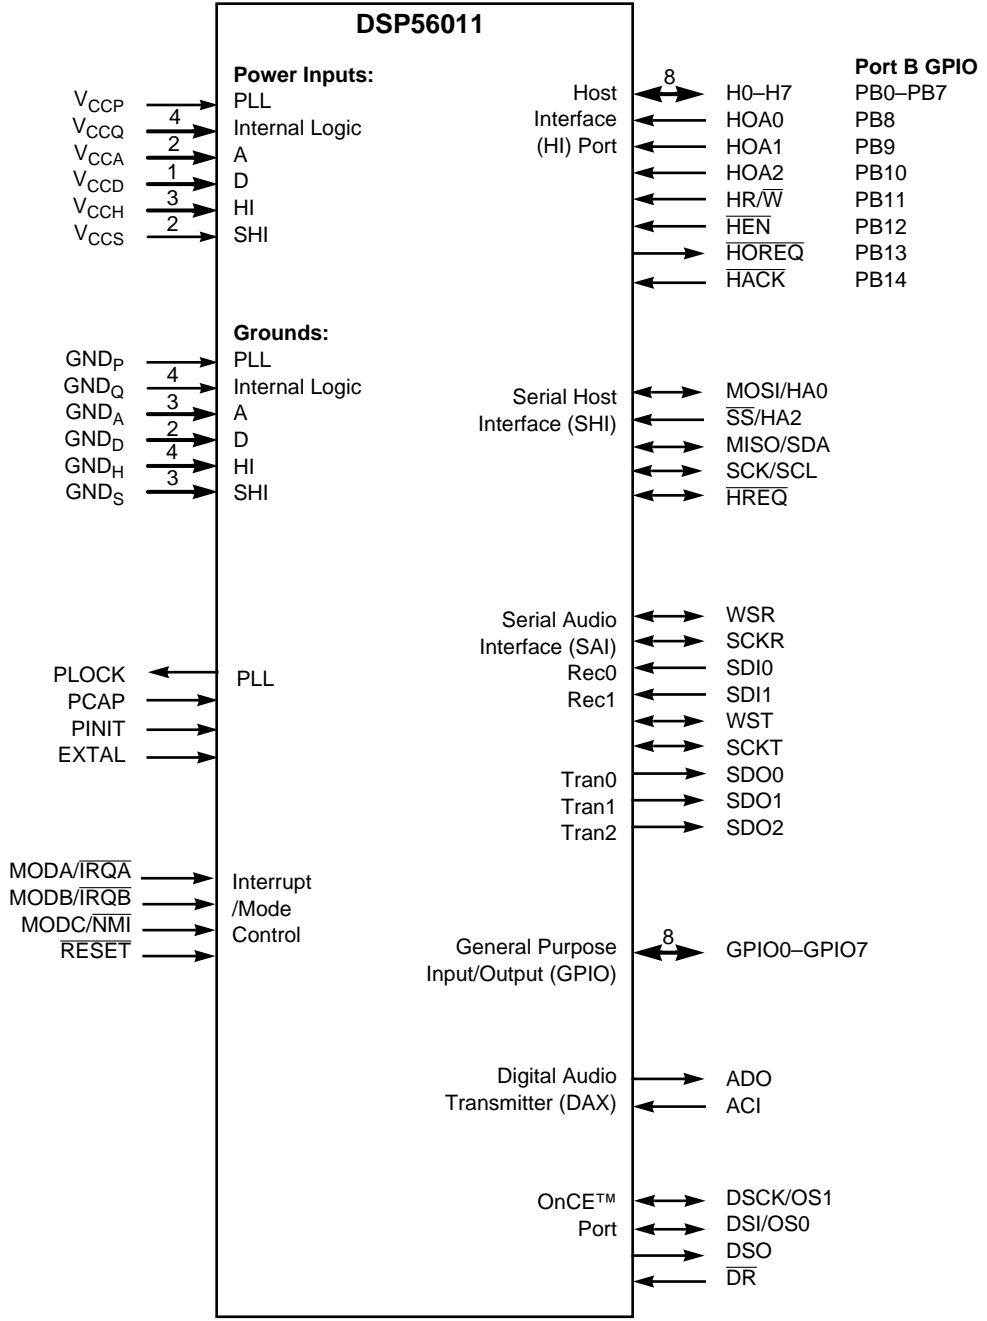 DSP56011
Power Inputs:
VCCP PLL
VCCQ 4 Internal Logic
VCCA 2 A
VCCD 1 D
VCCH 3 HI
VCCS 2 SHI
Grounds:
GNDP PLL
GNDQ 4 Internal Logic
GNDA 3 A
GNDD 2 D
GNDH 4 HI
GNDS 3 SHI
PLOCK PLL
PCAP
PINIT
EXTAL
MODA/IRQA Interrupt
MODB/IRQB /Mode
MODC/NMI Control
RESET
Port B GPIO
Host 8 H0–H7 PB0–PB7
Interface HOA0 PB8
(HI) Port HOA1 PB9
HOA2 PB10
HR/W PB11
HEN PB12
HOREQ PB13
HACK PB14
Serial Host MOSI/HA0
Interface (SHI) SS/HA2
MISO/SDA
SCK/SCL
HREQ
Serial Audio WSR
Interface (SAI) SCKR
Rec0 SDI0
Rec1 SDI1
WST
SCKT
Tran0 SDO0
Tran1 SDO1
Tran2 SDO2
General Purpose 8 GPIO0–GPIO7
Input/Output (GPIO)
Digital Audio ADO
Transmitter (DAX) ACI
OnCE™ DSCK/OS1
Port DSI/OS0
DSO
DR